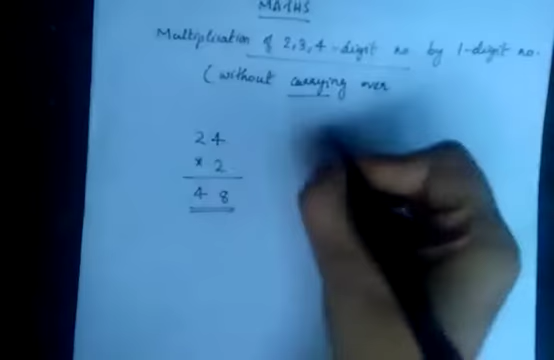 MATHS
Multiplication of 2,3,4-digit no. by 1-digit no.
(without carrying over
24
× 2
48